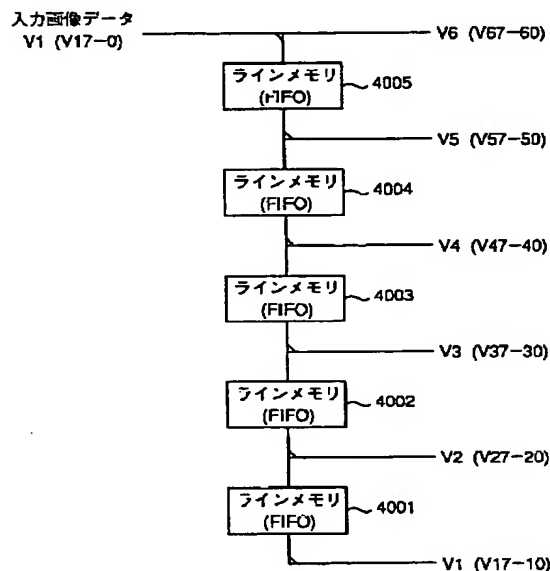 入力画像データ
V1 (V17-0)
V6 (V67-60)
ラインメモリ
(FIFO)
4005
V5 (V57-50)
ラインメモリ
(FIFO)
4004
V4 (V47-40)
ラインメモリ
(FIFO)
4003
V3 (V37-30)
ラインメモリ
(FIFO)
4002
V2 (V27-20)
ラインメモリ
(FIFO)
4001
V1 (V17-10)